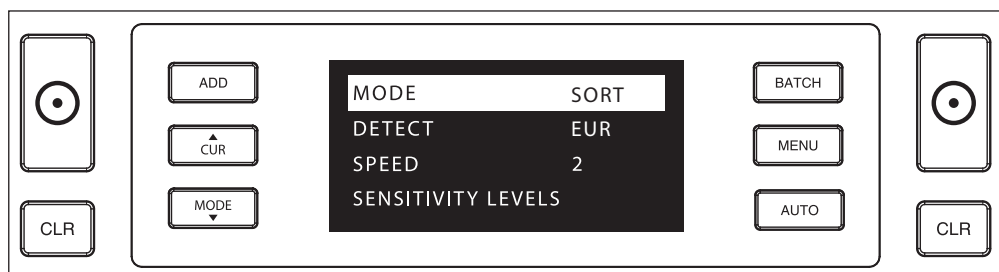 ADD
CUR
MODE
CLR
MODE SORT
DETECT EUR
SPEED 2
SENSITIVITY LEVELS
BATCH
MENU
AUTO
CLR